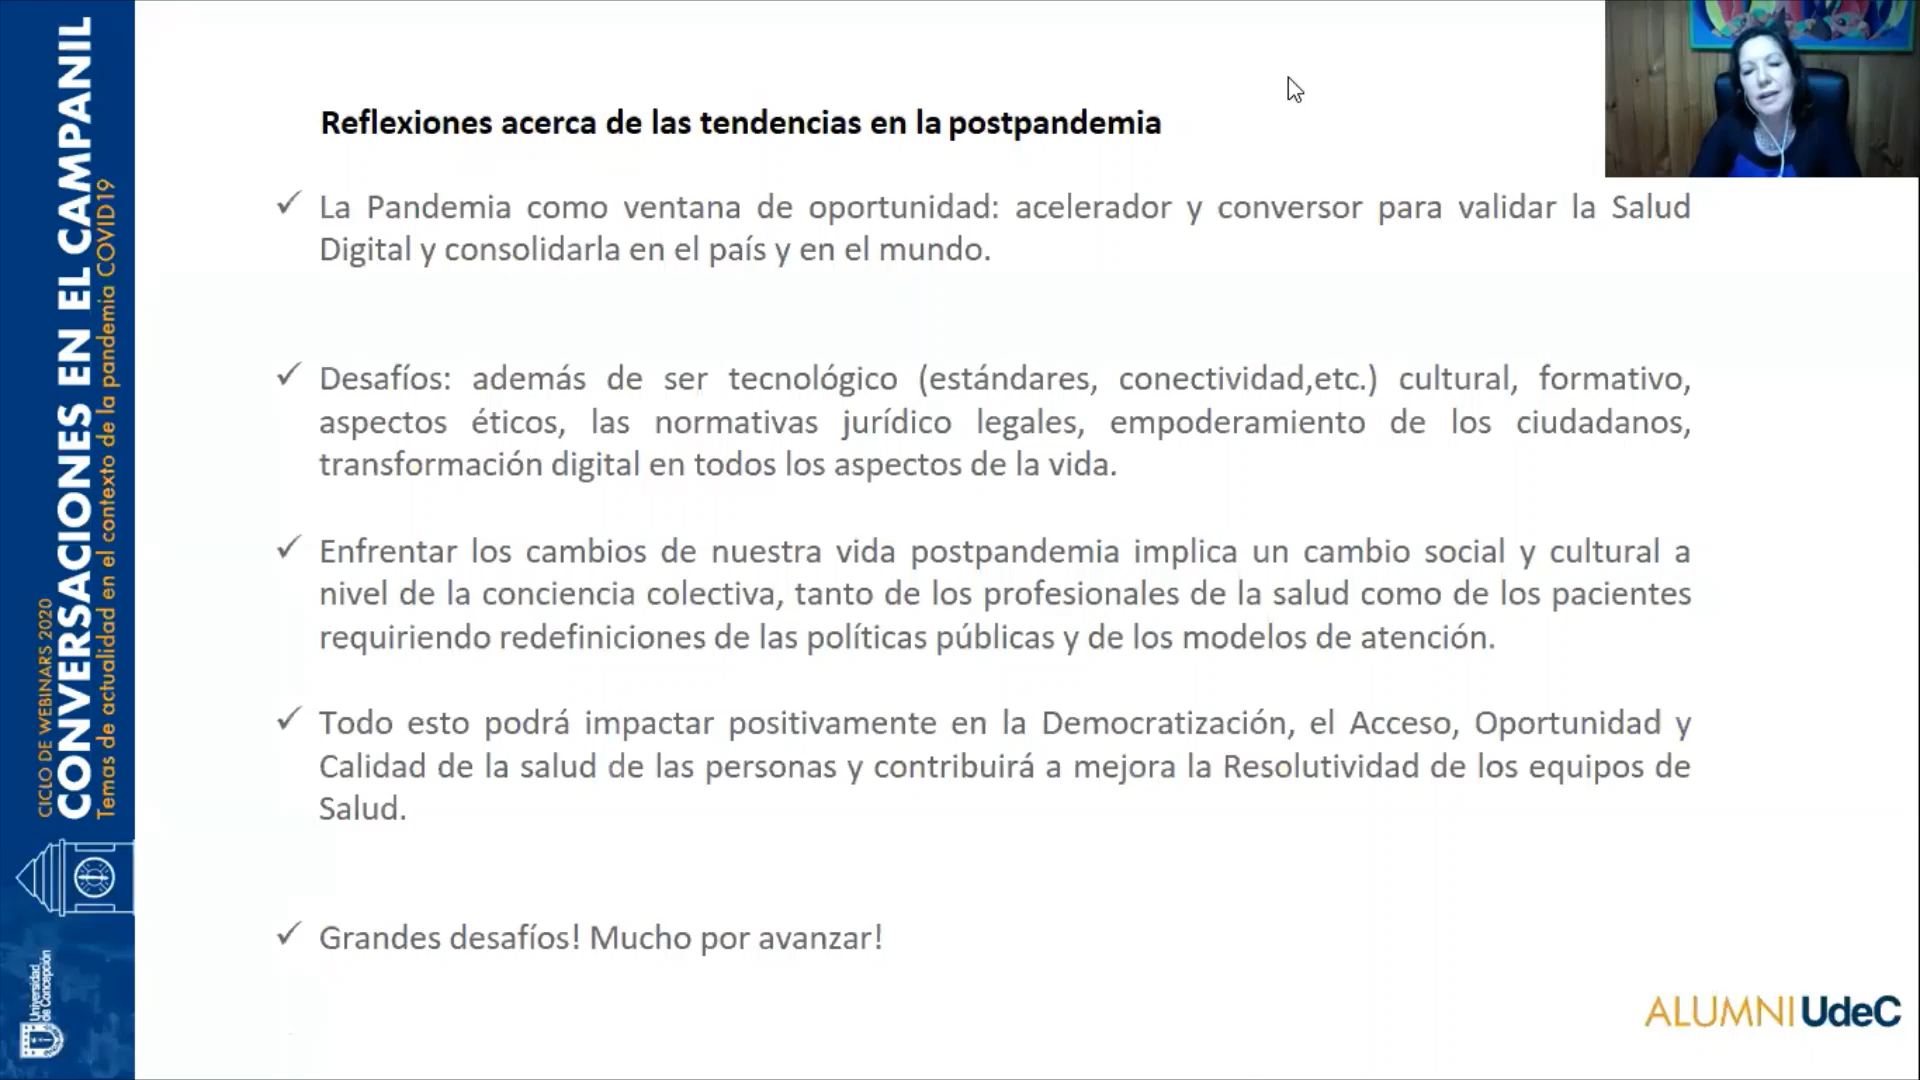 CICLO DE WEBINARS 2020
CONVERSACIONES EN EL CAMPANIL
Temas de actualidad en el contexto de la pandemia COVID19
Universidad
de Concepción
Reflexiones acerca de las tendencias en la postpandemia
✓ La Pandemia como ventana de oportunidad: acelerador y conversor para validar la Salud
Digital y consolidarla en el país y en el mundo.
✓ Desafíos: además de ser tecnológico (estándares, conectividad,etc.) cultural, formativo,
aspectos éticos, las normativas jurídico legales, empoderamiento de los ciudadanos,
transformación digital en todos los aspectos de la vida.
✓ Enfrentar los cambios de nuestra vida postpandemia implica un cambio social y cultural a
nivel de la conciencia colectiva, tanto de los profesionales de la salud como de los pacientes
requiriendo redefiniciones de las políticas públicas y de los modelos de atención.
✓ Todo esto podrá impactar positivamente en la Democratización, el Acceso, Oportunidad y
Calidad de la salud de las personas y contribuirá a mejora la Resolutividad de los equipos de
Salud.
✓ Grandes desafíos! Mucho por avanzar!
ALUMNI UdeC